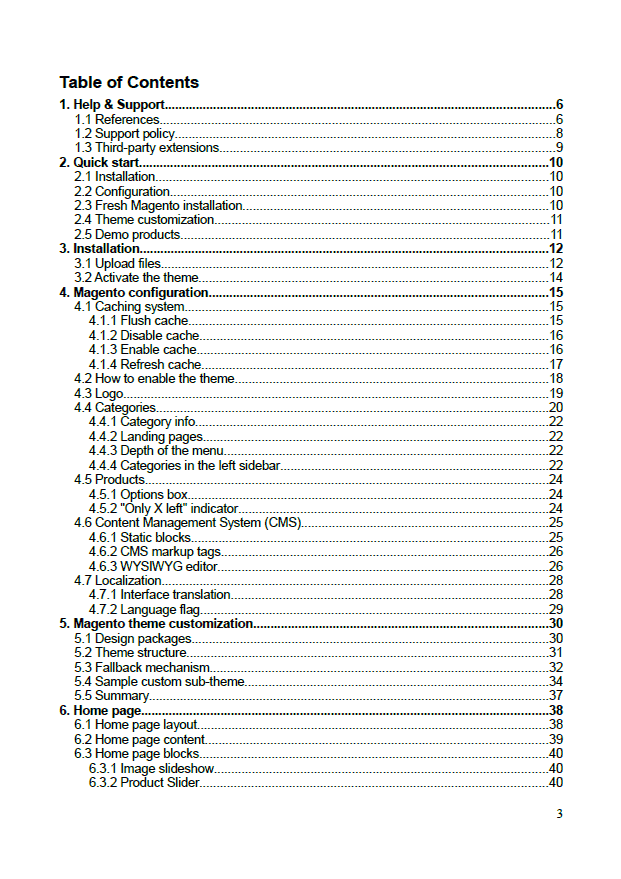 Table of Contents
1. Help & Support....................................................................................................................6
1.1 References....................................................................................................................6
1.2 Support policy...............................................................................................................8
1.3 Third-party extensions..................................................................................................9
2. Quick start.........................................................................................................................10
2.1 Installation....................................................................................................................10
2.2 Configuration................................................................................................................10
2.3 Fresh Magento installation...........................................................................................10
2.4 Theme customization...................................................................................................11
2.5 Demo products.............................................................................................................11
3. Installation.........................................................................................................................12
3.1 Upload files..................................................................................................................12
3.2 Activate the theme.......................................................................................................14
4. Magento configuration.....................................................................................................15
4.1 Caching system............................................................................................................15
4.1.1 Flush cache...........................................................................................................15
4.1.2 Disable cache........................................................................................................16
4.1.3 Enable cache.........................................................................................................16
4.1.4 Refresh cache.......................................................................................................17
4.2 How to enable the theme.............................................................................................18
4.3 Logo.............................................................................................................................19
4.4 Categories....................................................................................................................20
4.4.1 Category info.........................................................................................................22
4.4.2 Landing pages.......................................................................................................22
4.4.3 Depth of the menu.................................................................................................22
4.4.4 Categories in the left sidebar.................................................................................22
4.5 Products.......................................................................................................................24
4.5.1 Options box...........................................................................................................24
4.5.2 "Only X left" indicator............................................................................................24
4.6 Content Management System (CMS)..........................................................................25
4.6.1 Static blocks..........................................................................................................25
4.6.2 CMS markup tags..................................................................................................26
4.6.3 WYSIWYG editor...................................................................................................26
4.7 Localization..................................................................................................................28
4.7.1 Interface translation...............................................................................................28
4.7.2 Language flag........................................................................................................29
5. Magento theme customization........................................................................................30
5.1 Design packages..........................................................................................................30
5.2 Theme structure...........................................................................................................31
5.3 Fallback mechanism.....................................................................................................32
5.4 Sample custom sub-theme..........................................................................................34
5.5 Summary......................................................................................................................37
6. Home page.........................................................................................................................38
6.1 Home page layout........................................................................................................38
6.2 Home page content......................................................................................................39
6.3 Home page blocks........................................................................................................40
6.3.1 Image slideshow....................................................................................................40
6.3.2 Product Slider........................................................................................................40
3